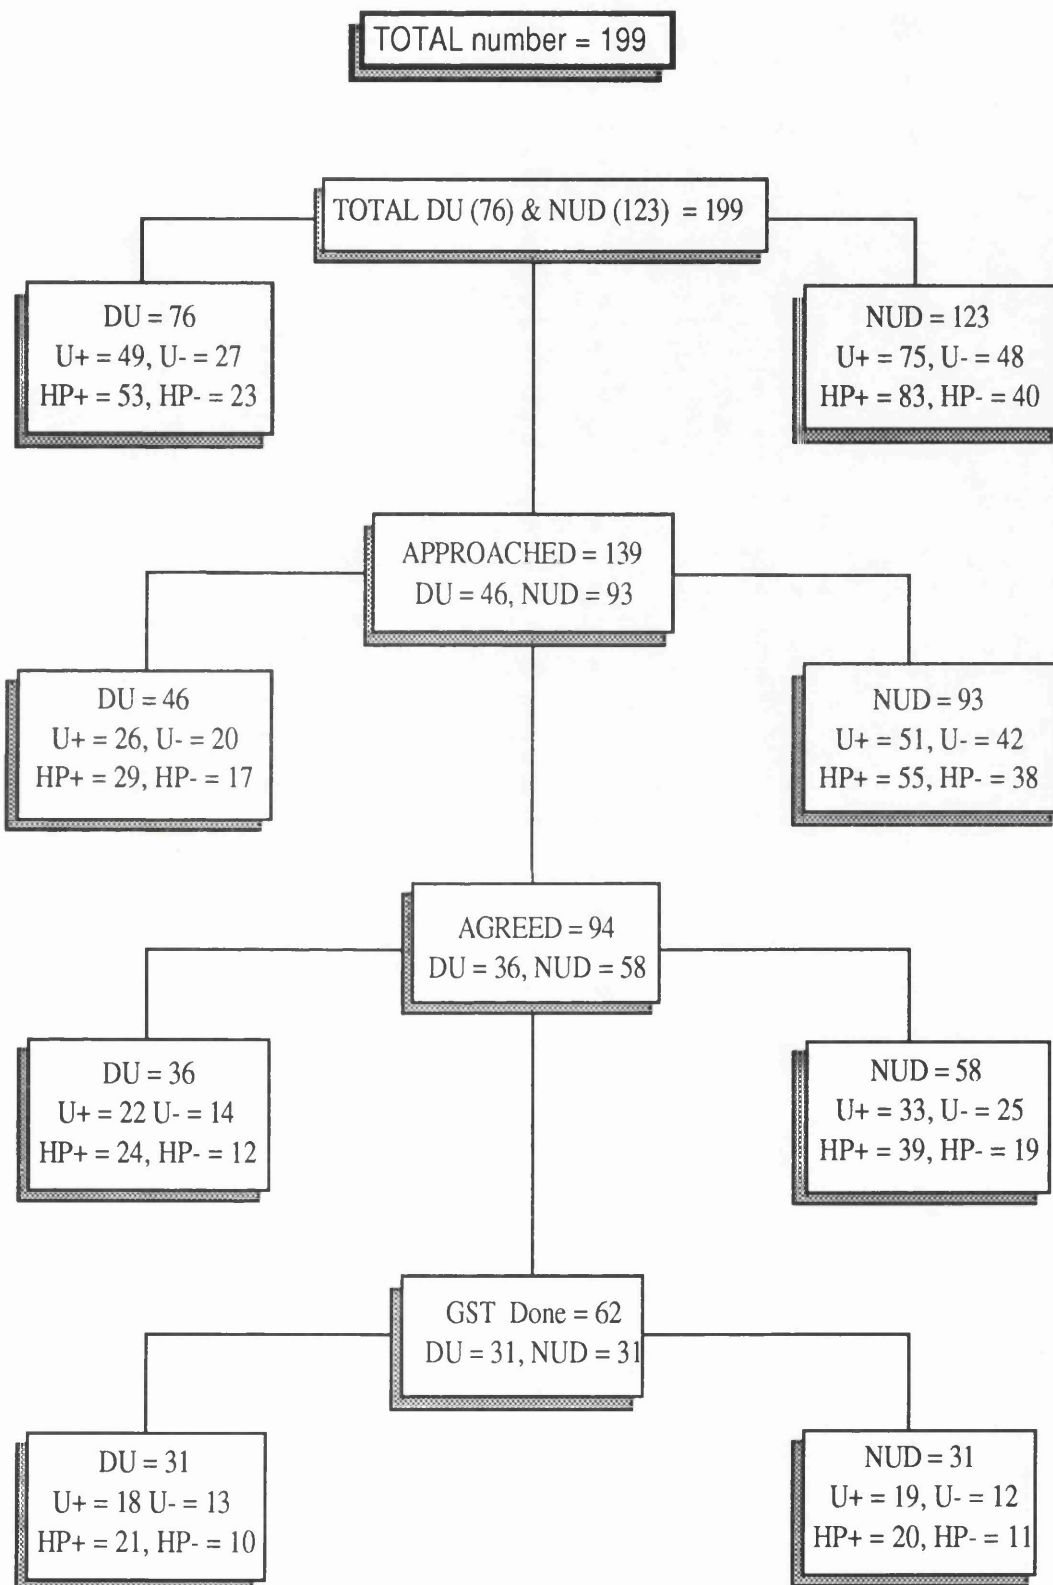 TOTAL number = 199
TOTAL DU (76) & NUD (123) = 199
DU = 76
U+ = 49, U- = 27
HP+ = 53, HP- = 23
NUD = 123
U+ = 75, U- = 48
HP+ = 83, HP- = 40
APPROACHED = 139
DU = 46, NUD = 93
DU = 46
U+ = 26, U- = 20
HP+ = 29, HP- = 17
NUD = 93
U+ = 51, U- = 42
HP+ = 55, HP- = 38
AGREED = 94
DU = 36, NUD = 58
DU = 36
U+ = 22 U- = 14
HP+ = 24, HP- = 12
NUD = 58
U+ = 33, U- = 25
HP+ = 39, HP- = 19
GST Done = 62
DU = 31, NUD = 31
DU = 31
U+ = 18 U- = 13
HP+ = 21, HP- = 10
NUD = 31
U+ = 19, U- = 12
HP+ = 20, HP- = 11